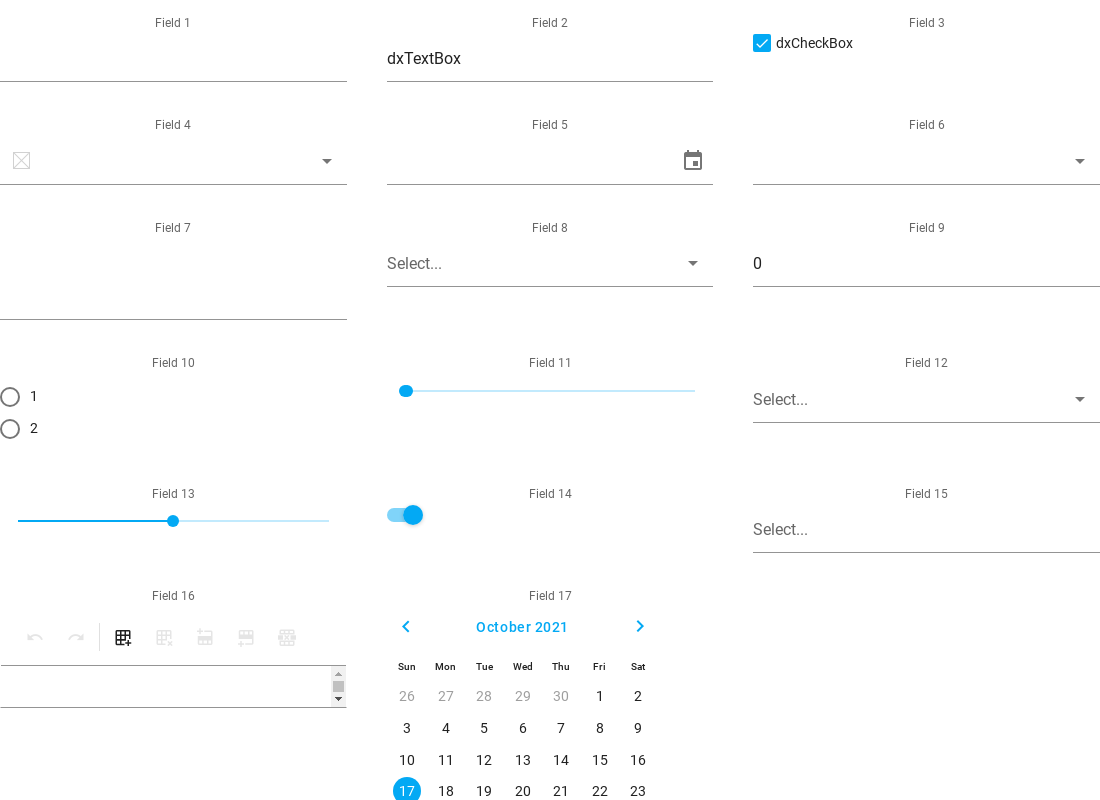 Field 1
Field 2
Field 3
dxTextBox
dxCheckBox
Field 4
Field 5
Field 6
Field 7
Field 8
Field 9
Select...
0
Field 10
Field 11
Field 12
1
2
Select...
Field 13
Field 14
Field 15
Select...
Field 16
Field 17
October 2021
Sun Mon Tue Wed Thu Fri Sat
26 27 28 29 30 1 2
3 4 5 6 7 8 9
10 11 12 13 14 15 16
17 18 19 20 21 22 23